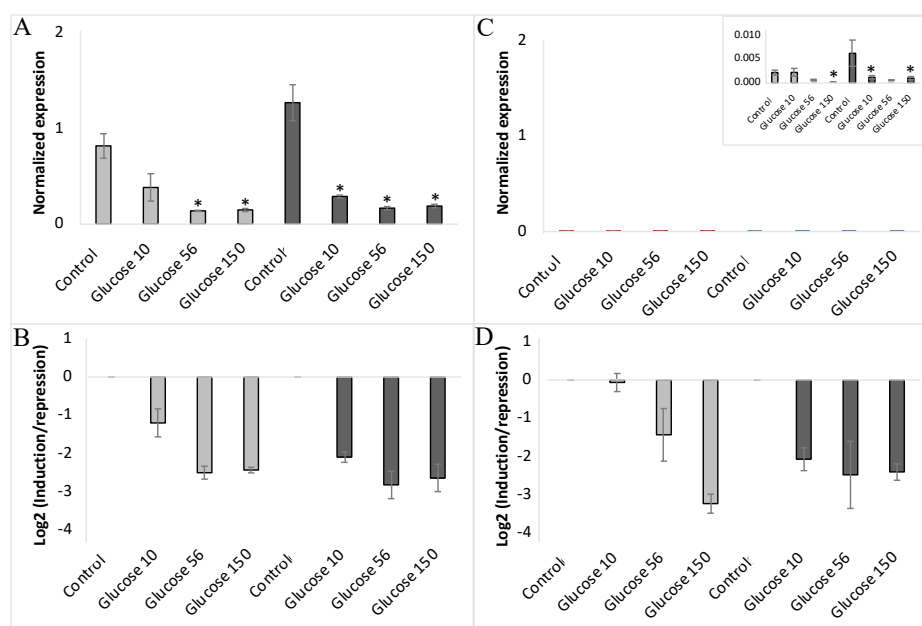 A
Normalized expression
2
1
0
Control
Glucose 10
Glucose 56
Glucose 150
Control
Glucose 10
Glucose 56
Glucose 150
* * * * *
B
Log2 (Induction/repression)
1
0
-1
-2
-3
-4
Control
Glucose 10
Glucose 56
Glucose 150
Control
Glucose 10
Glucose 56
Glucose 150
C
Normalized expression
2
1
0
Control
Glucose 10
Glucose 56
Glucose 150
Control
Glucose 10
Glucose 56
Glucose 150
0.010
0.005
0.000
* * *
Control
Glucose 10
Glucose 56
Glucose 150
Control
Glucose 10
Glucose 56
Glucose 150
D
Log2 (Induction/repression)
1
0
-1
-2
-3
-4
Control
Glucose 10
Glucose 56
Glucose 150
Control
Glucose 10
Glucose 56
Glucose 150